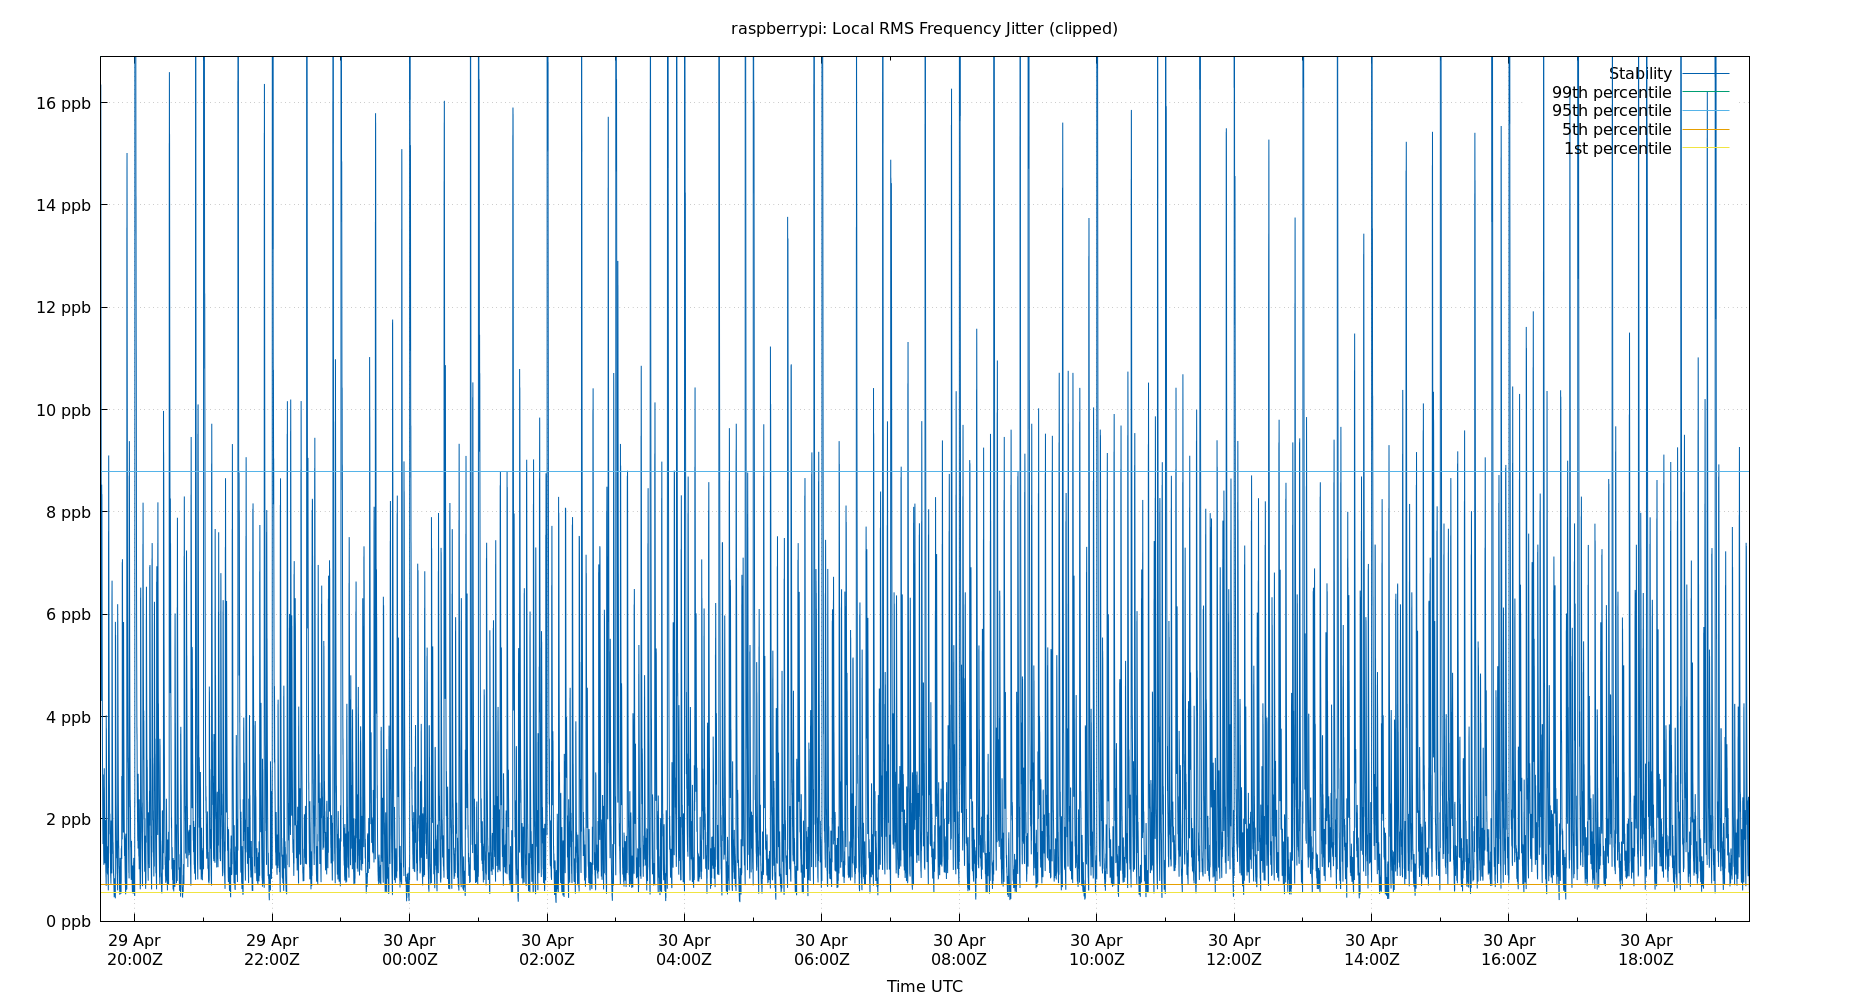 raspberrypi: Local RMS Frequency Jitter (clipped)
Stability
99th percentile
95th percentile
5th percentile
1st percentile
16 ppb
14 ppb
12 ppb
10 ppb
8 ppb
6 ppb
4 ppb
2 ppb
0 ppb
29 Apr 29 Apr 30 Apr 30 Apr 30 Apr 30 Apr 30 Apr 30 Apr 30 Apr 30 Apr 30 Apr 30 Apr
20:00Z 22:00Z 00:00Z 02:00Z 04:00Z 06:00Z 08:00Z 10:00Z 12:00Z 14:00Z 16:00Z 18:00Z
Time UTC